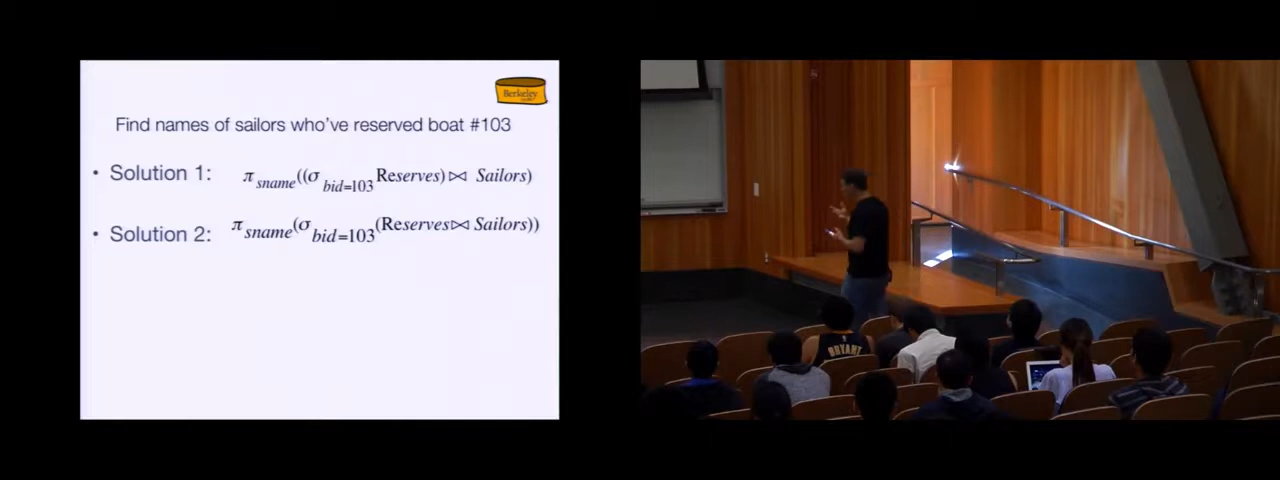 Berkeley
Find names of sailors who've reserved boat #103
• Solution 1: π sname((σ bid=103 Reserves) ⋈ Sailors)
• Solution 2: π sname(σ bid=103(Reserves ⋈ Sailors))
BRYANT